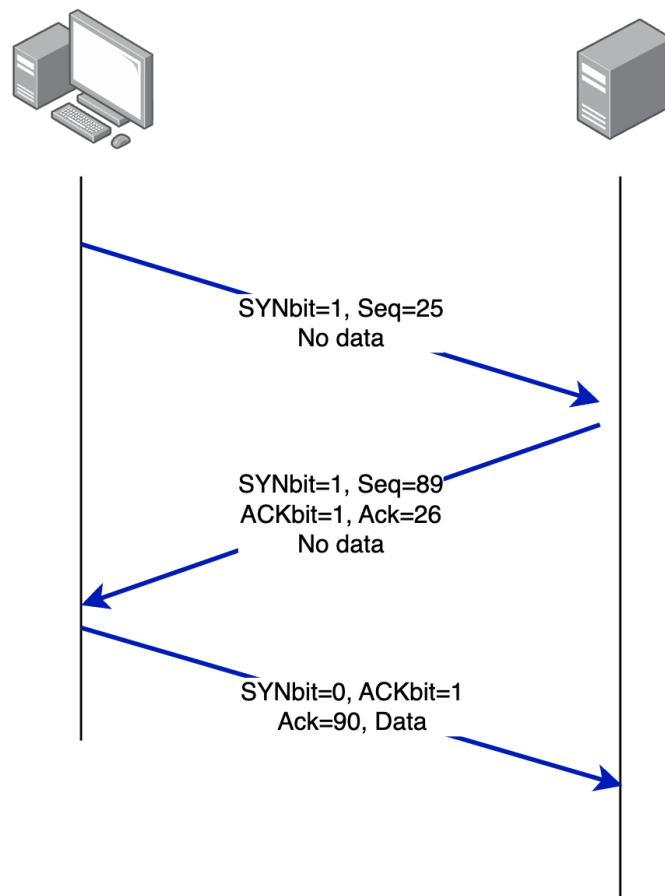 SYNbit=1, Seq=25
No data
SYNbit=1, Seq=89
ACKbit=1, Ack=26
No data
SYNbit=0, ACKbit=1
Ack=90, Data